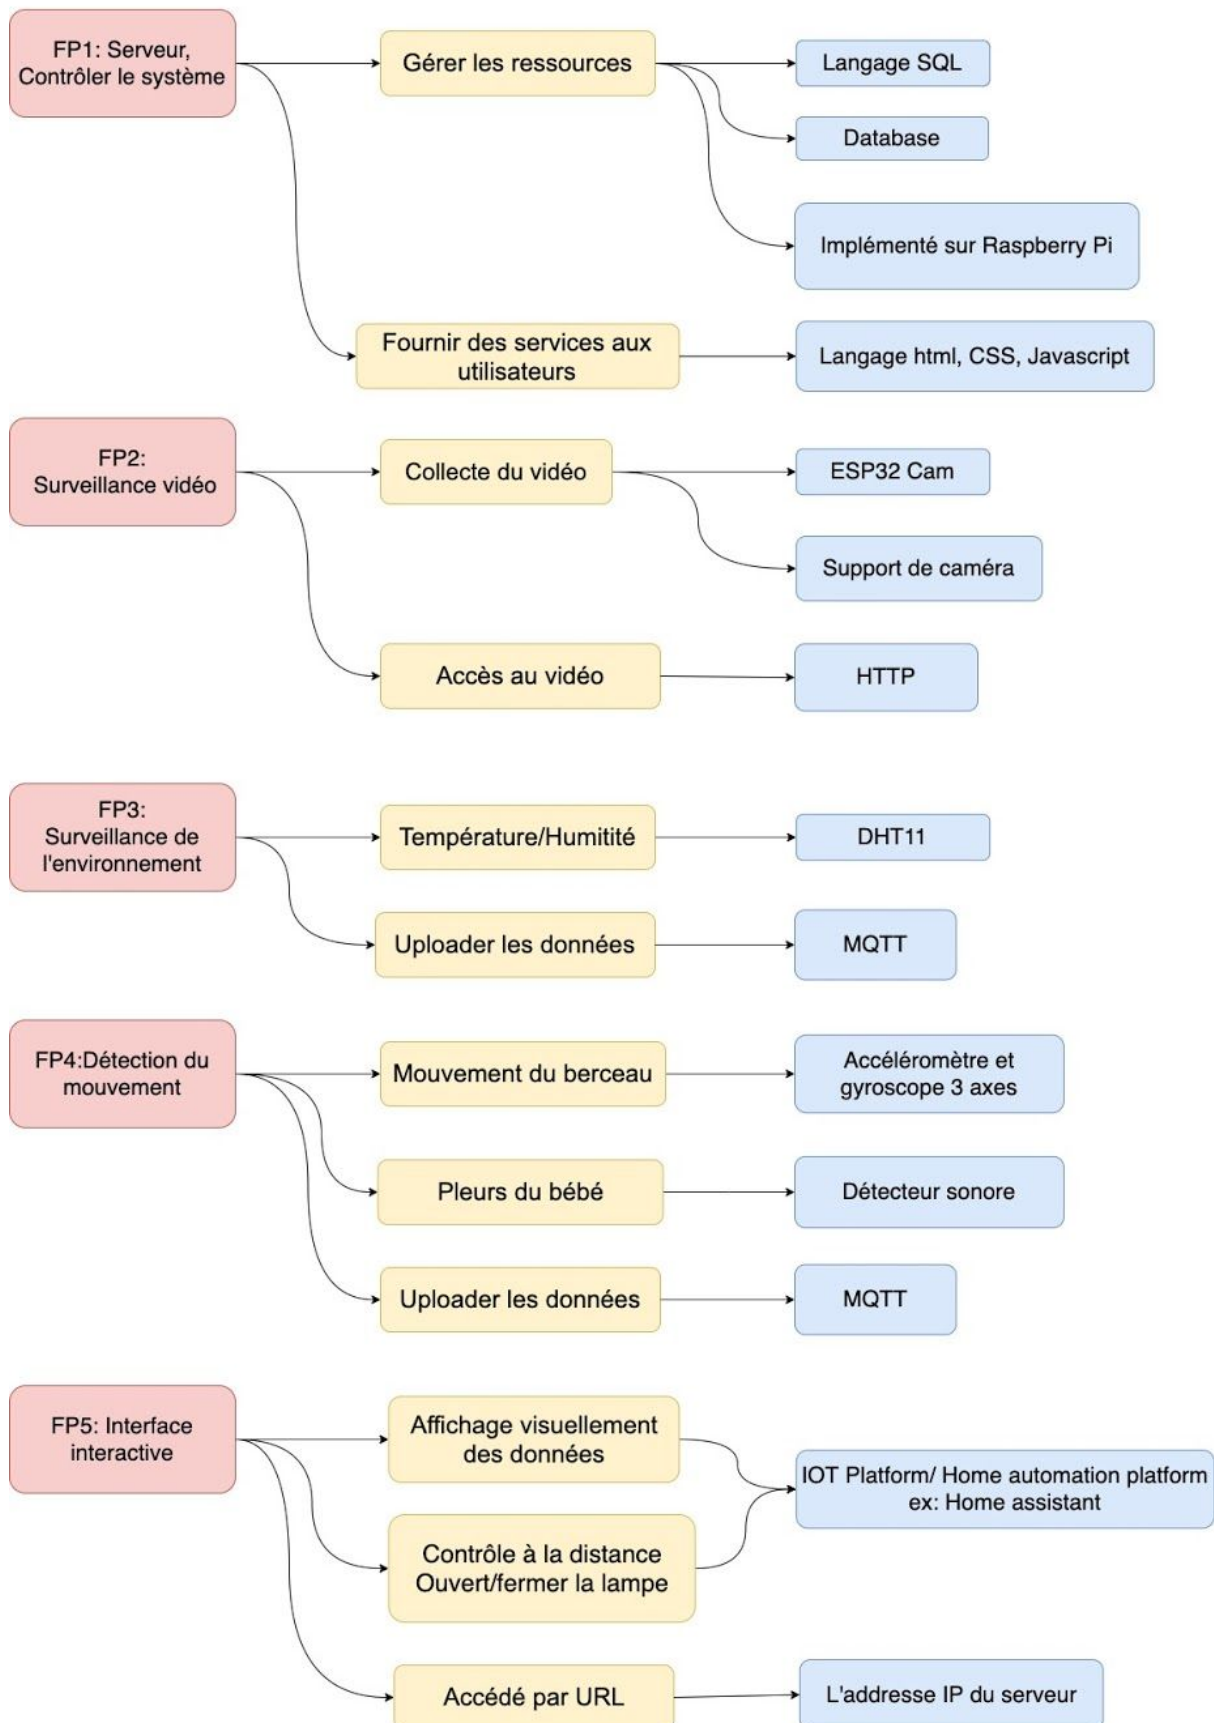 FP1: Serveur,
Contrôler le système
Gérer les ressources
Langage SQL
Database
Implémenté sur Raspberry Pi
Fournir des services aux
utilisateurs
Langage html, CSS, Javascript
FP2:
Surveillance vidéo
Collecte du vidéo
ESP32 Cam
Support de caméra
Accès au vidéo
HTTP
FP3:
Surveillance de
l'environnement
Température/Humitité
DHT11
Uploader les données
MQTT
FP4:Détection du
mouvement
Mouvement du berceau
Accéléromètre et
gyroscope 3 axes
Pleurs du bébé
Détecteur sonore
Uploader les données
MQTT
FP5: Interface
interactive
Affichage visuellement
des données
IOT Platform/ Home automation platform
ex: Home assistant
Contrôle à la distance
Ouvert/fermer la lampe
Accédé par URL
L'addresse IP du serveur